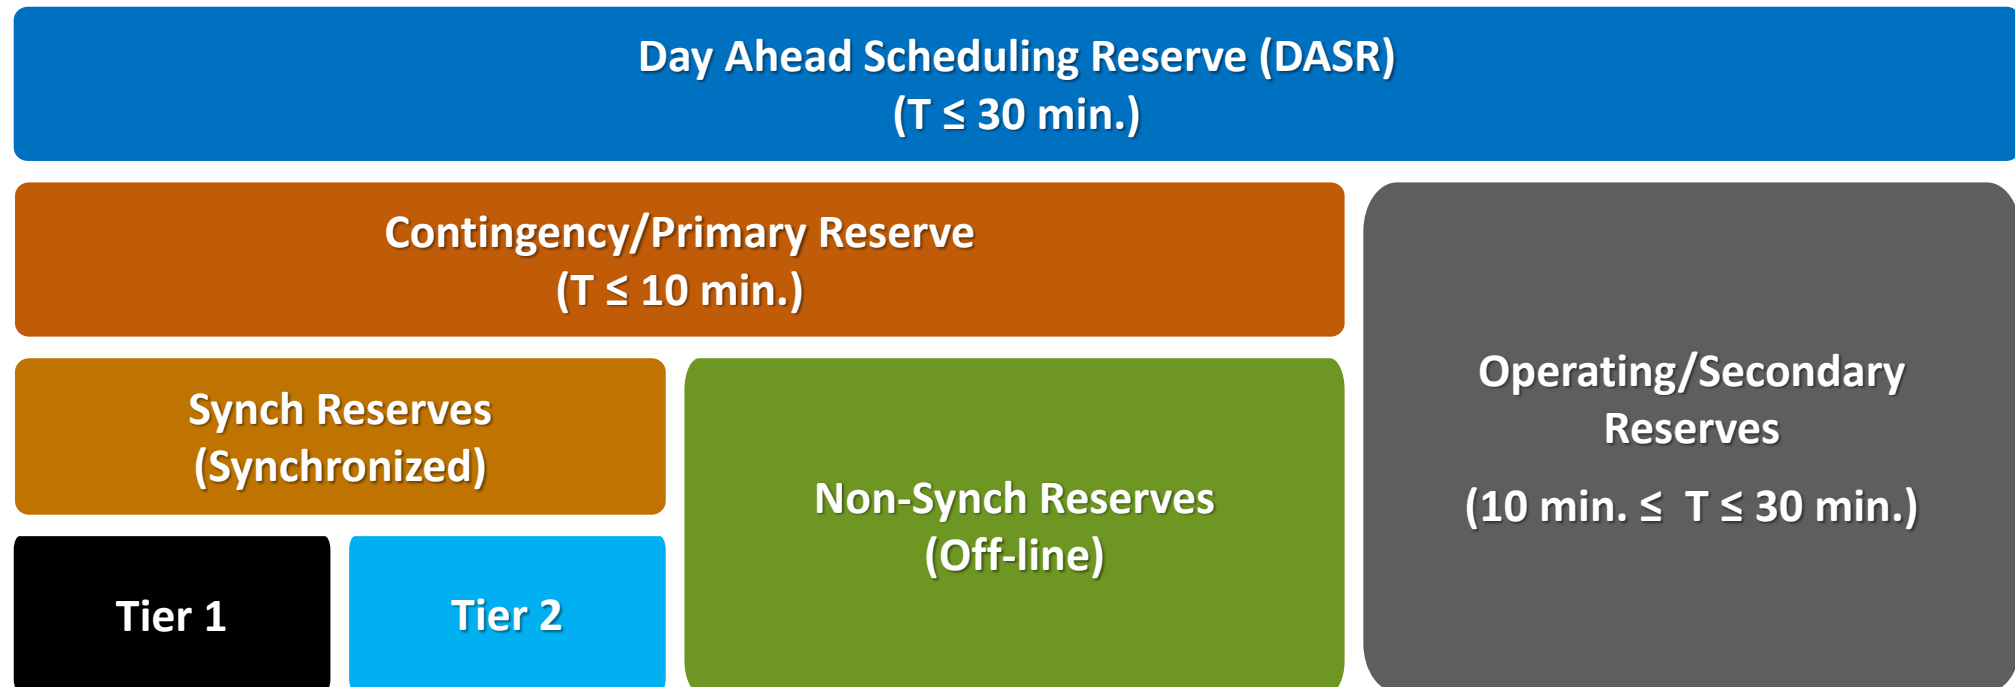 Day Ahead Scheduling Reserve (DASR)
(T ≤ 30 min.)
Contingency/Primary Reserve
(T ≤ 10 min.)
Synch Reserves
(Synchronized)
Tier 1
Tier 2
Non-Synch Reserves
(Off-line)
Operating/Secondary
Reserves
(10 min. ≤  T ≤ 30 min.)